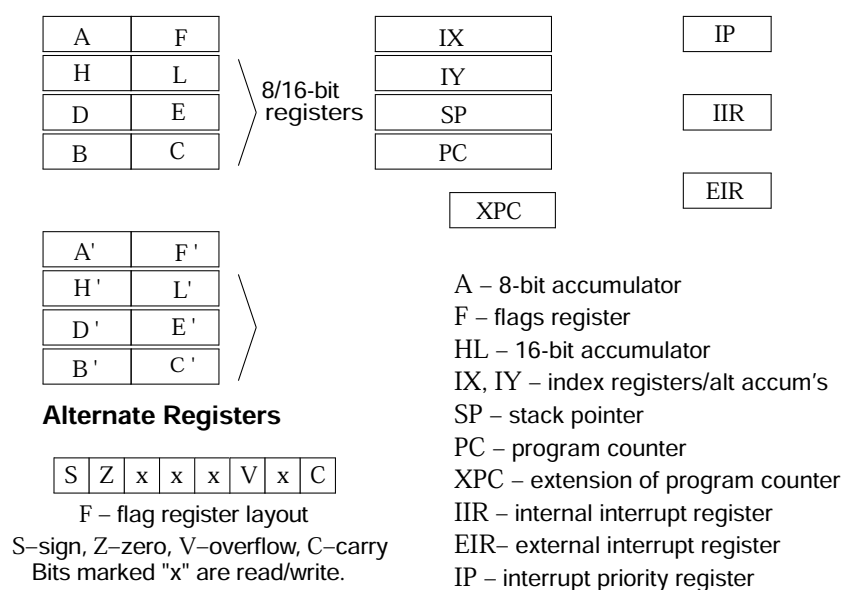 A F
H L
D E
B C
8/16-bit
registers
IX
IY
SP
PC
XPC
IP
IIR
EIR
A' F '
H ' L'
D ' E '
B ' C '
Alternate Registers
S Z x x x V x C
F – flag register layout
S–sign, Z–zero, V–overflow, C–carry
Bits marked "x" are read/write.
A – 8-bit accumulator
F – flags register
HL – 16-bit accumulator
IX, IY – index registers/alt accum's
SP – stack pointer
PC – program counter
XPC – extension of program counter
IIR – internal interrupt register
EIR– external interrupt register
IP – interrupt priority register